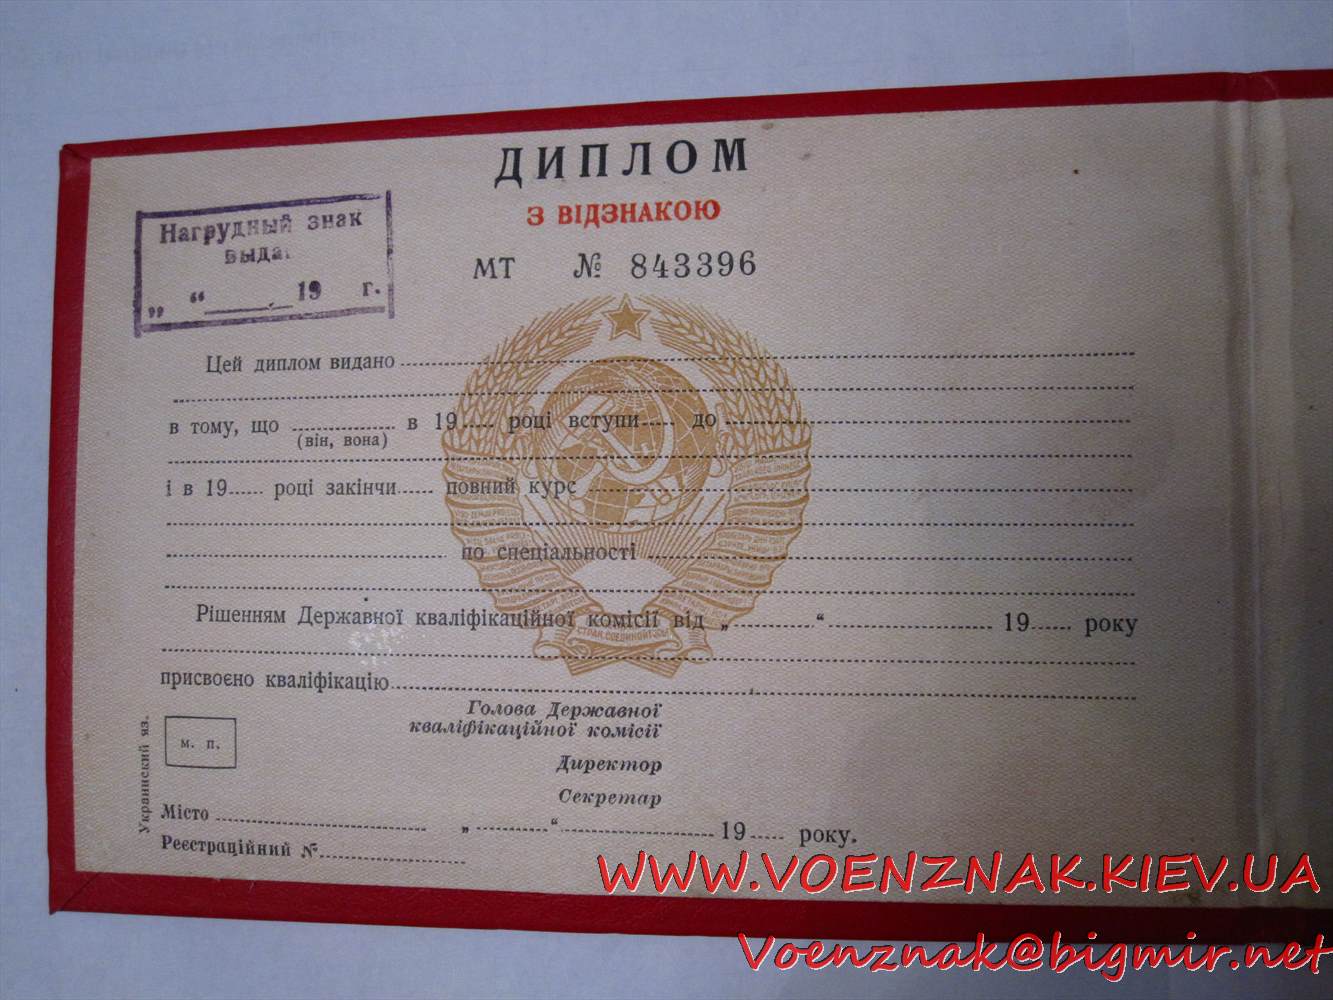 ДИПЛОМ
З ВІДЗНАКОЮ
МТ № 843396
Нагрудный знак
выда
„ “ 19 г.
Цей диплом видано
в тому, що в 19 році вступи до
(він, вона)
і в 19 році закінчи повний курс
по спеціальності
Рішенням Державної кваліфікаційної комісії від „ “ 19 року
присвоєно кваліфікацію
Голова Державної
кваліфікаційної комісії
м. п.
Директор
Секретар
Украинский яз.
Місто „ “ 19 року.
Реєстраційний №
СТРАН, СОЕДИНЯЙТЕСЬ!
WWW.VOENZNAK.KIEV.UA
Voenznak@bigmir.net